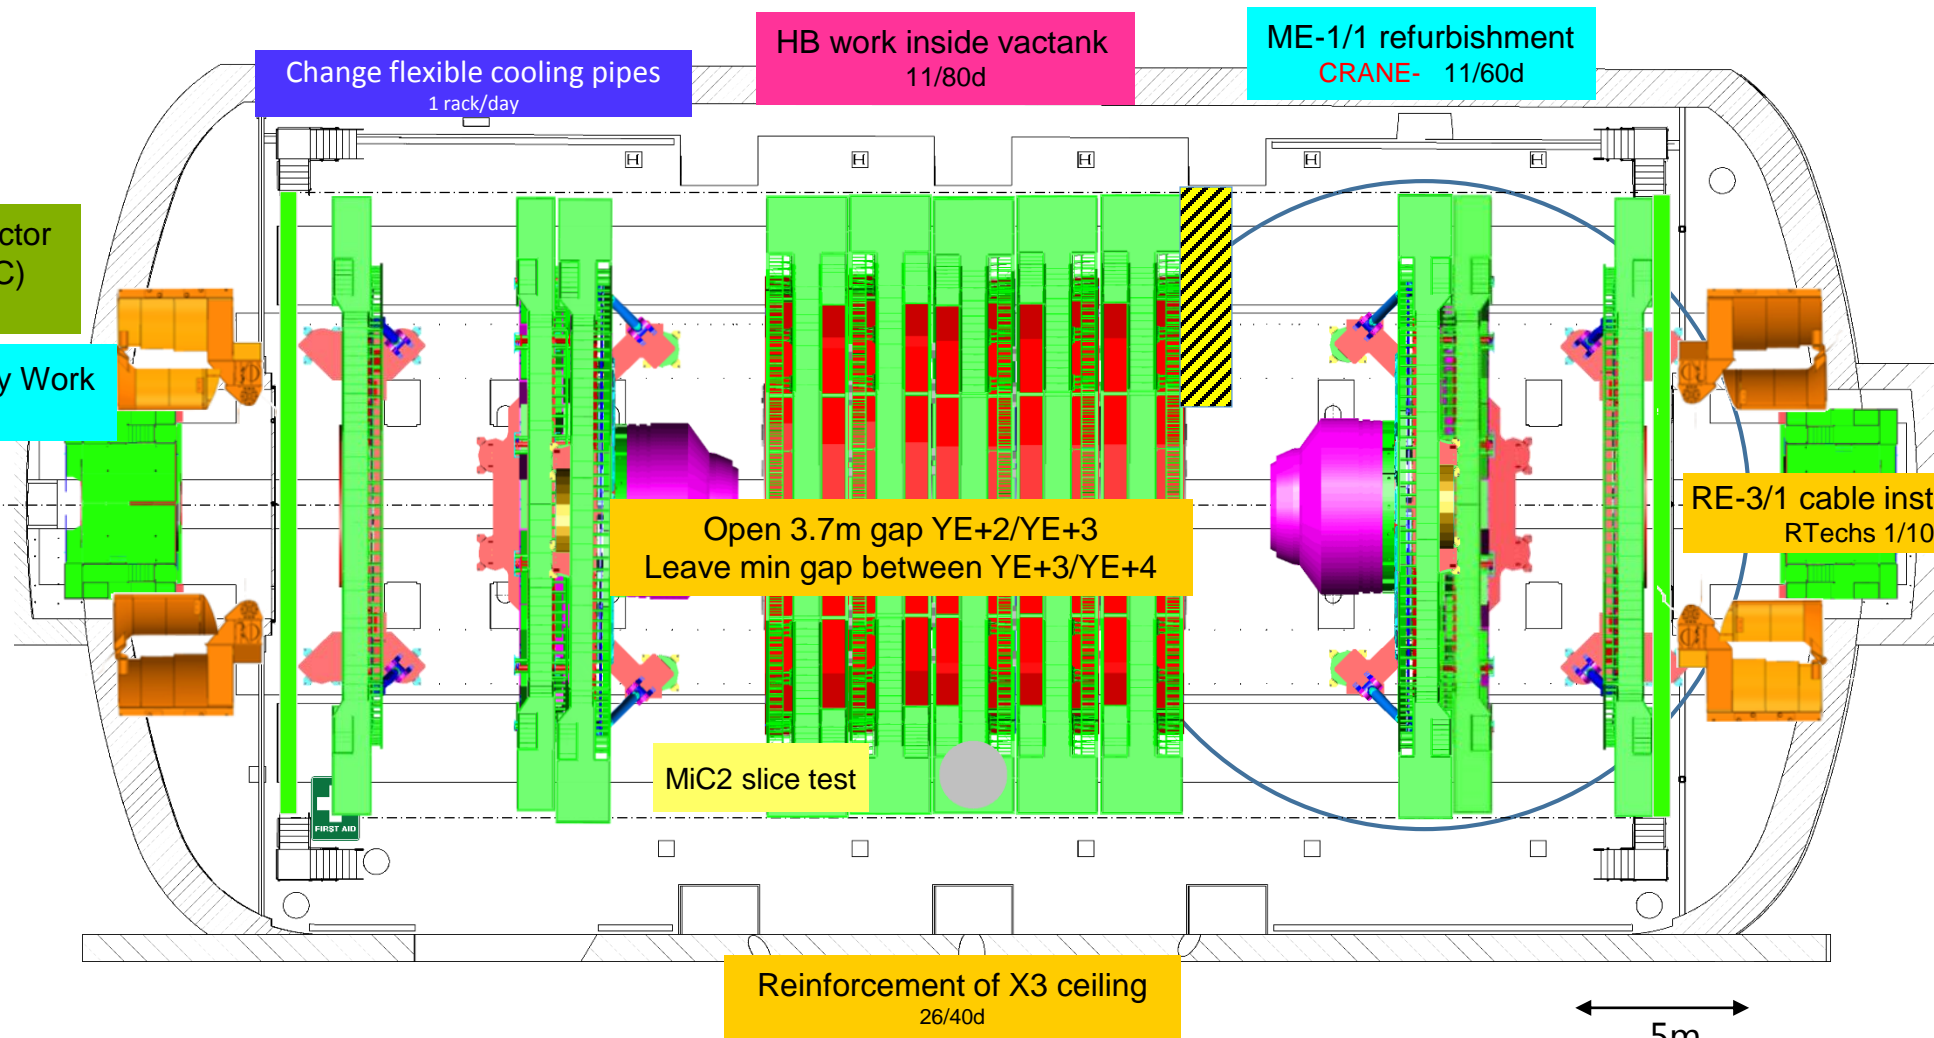 HB work inside vactank
11/80d
ME-1/1 refurbishment
CRANE- 11/60d
Change flexible cooling pipes
1 rack/day
H
H
H
H
H
ctor
C)
y Work
RE-3/1 cable inst
RTechs 1/10
Open 3.7m gap YE+2/YE+3
Leave min gap between YE+3/YE+4
MiC2 slice test
FIRST AID
Reinforcement of X3 ceiling
26/40d
5m